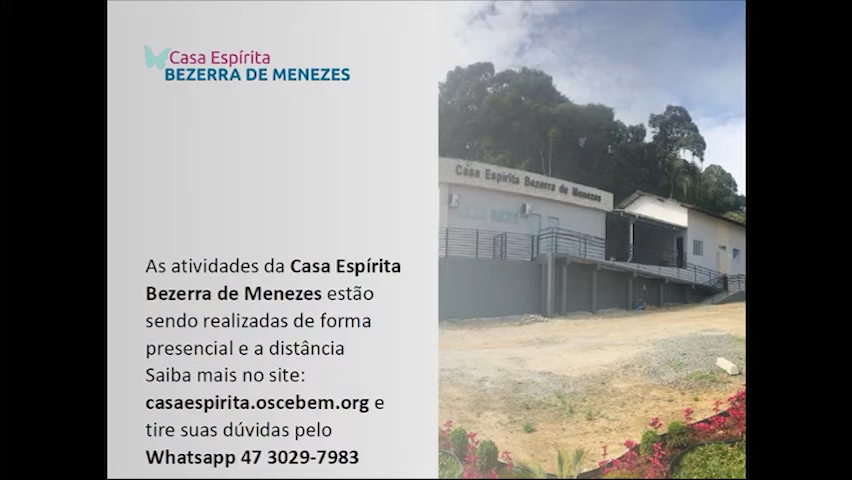 Casa Espírita
BEZERRA DE MENEZES
Casa Espírita Bezerra de Menezes
As atividades da Casa Espírita
Bezerra de Menezes estão
sendo realizadas de forma
presencial e a distância
Saiba mais no site:
casaespirita.oscebem.org e
tire suas dúvidas pelo
Whatsapp 47 3029-7983